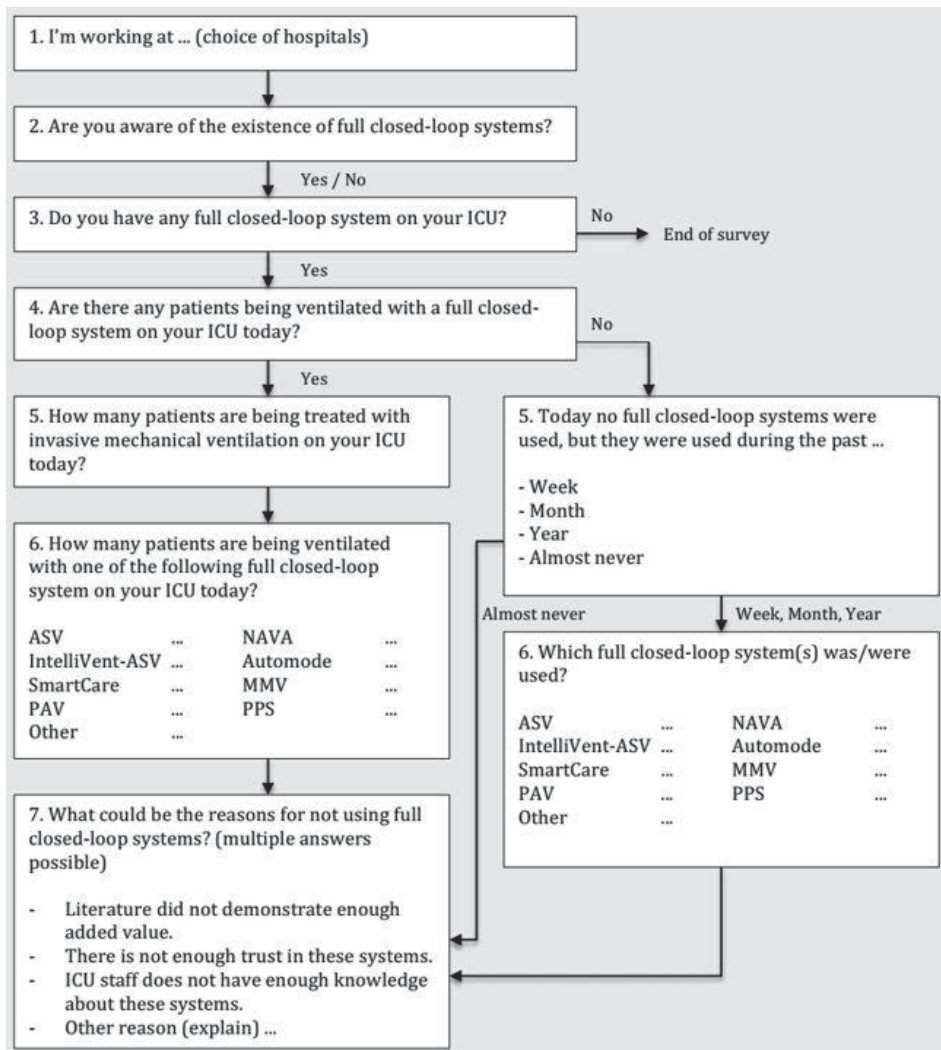 1. I'm working at ... (choice of hospitals)
2. Are you aware of the existence of full closed-loop systems?
Yes / No
3. Do you have any full closed-loop system on your ICU?
No
End of survey
Yes
4. Are there any patients being ventilated with a full closed-
loop system on your ICU today?
No
Yes
5. How many patients are being treated with
invasive mechanical ventilation on your ICU
today?
5. Today no full closed-loop systems were
used, but they were used during the past ...
- Week
- Month
- Year
- Almost never
6. How many patients are being ventilated
with one of the following full closed-loop
system on your ICU today?
ASV ... NAVA ...
IntelliVent-ASV ... Automode ...
SmartCare ... MMV ...
PAV ... PPS ...
Other ...
Almost never
Week, Month, Year
6. Which full closed-loop system(s) was/were
used?
ASV ... NAVA ...
IntelliVent-ASV ... Automode ...
SmartCare ... MMV ...
PAV ... PPS ...
Other ...
7. What could be the reasons for not using full
closed-loop systems? (multiple answers
possible)
- Literature did not demonstrate enough
added value.
- There is not enough trust in these systems.
- ICU staff does not have enough knowledge
about these systems.
- Other reason (explain) ...